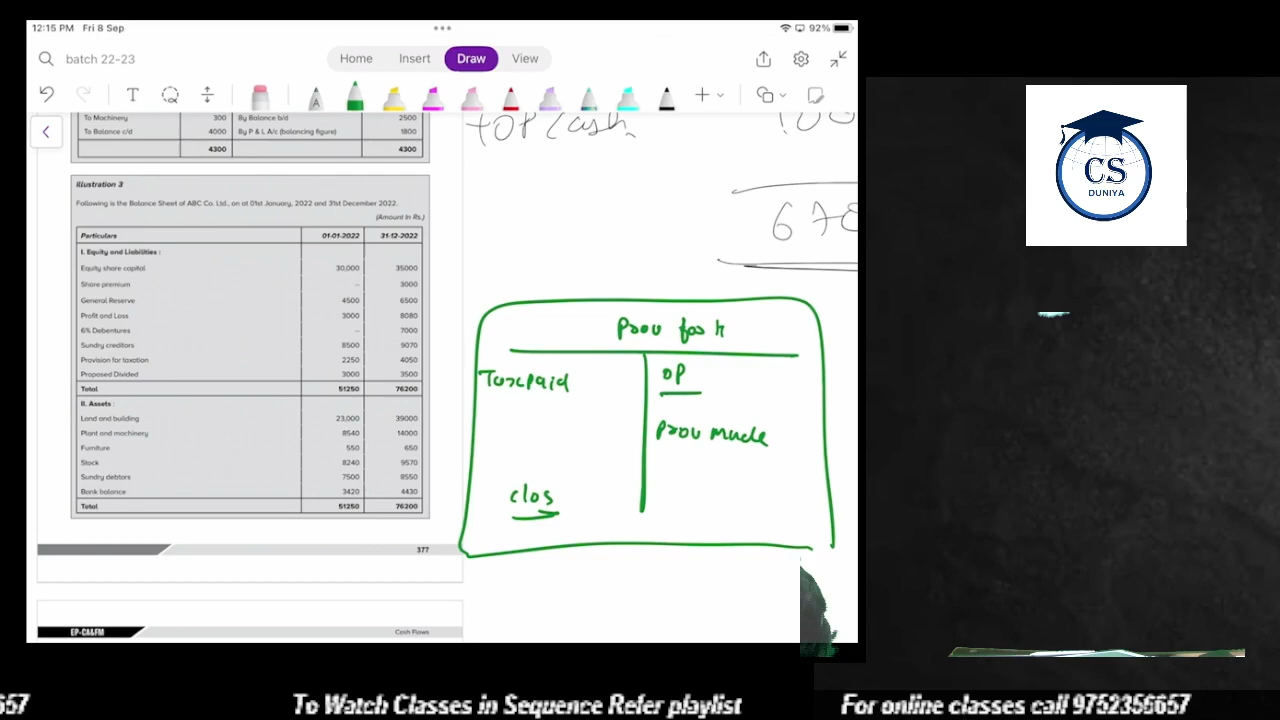 12:15 PM Fri 8 Sep
92%
batch 22-23
Home Insert Draw View
To Machinery 300 By Balance b/d 2500
To Balance c/d 4000 By P & L A/c (balancing figure) 1800
4300 4300
Illustration 3
Following is the Balance Sheet of ABC Co. Ltd., on at 01st January, 2022 and 31st December 2022.
(Amount in Rs.)
Particulars 01-01-2022 31-12-2022
I. Equity and Liabilities :
Equity share capital 30,000 35000
Share premium -- 3000
General Reserve 4500 6500
Profit and Loss 3000 8080
6% Debentures -- 7000
Sundry creditors 8500 9070
Provision for taxation 2250 4050
Proposed Divided 3000 3500
Total 51250 76200
II. Assets :
Land and building 23,000 39000
Plant and machinery 8540 14000
Furniture 550 650
Stock 8240 9570
Sundry debtors 7500 8550
Bank balance 3420 4430
Total 51250 76200
377
EP-CA&FM Cash Flows
cash
678
Prov for
Tax paid OP
Prov made
clos
CS
DUNIYA
657 To Watch Classes in Sequence Refer playlist For online classes call 9752356657